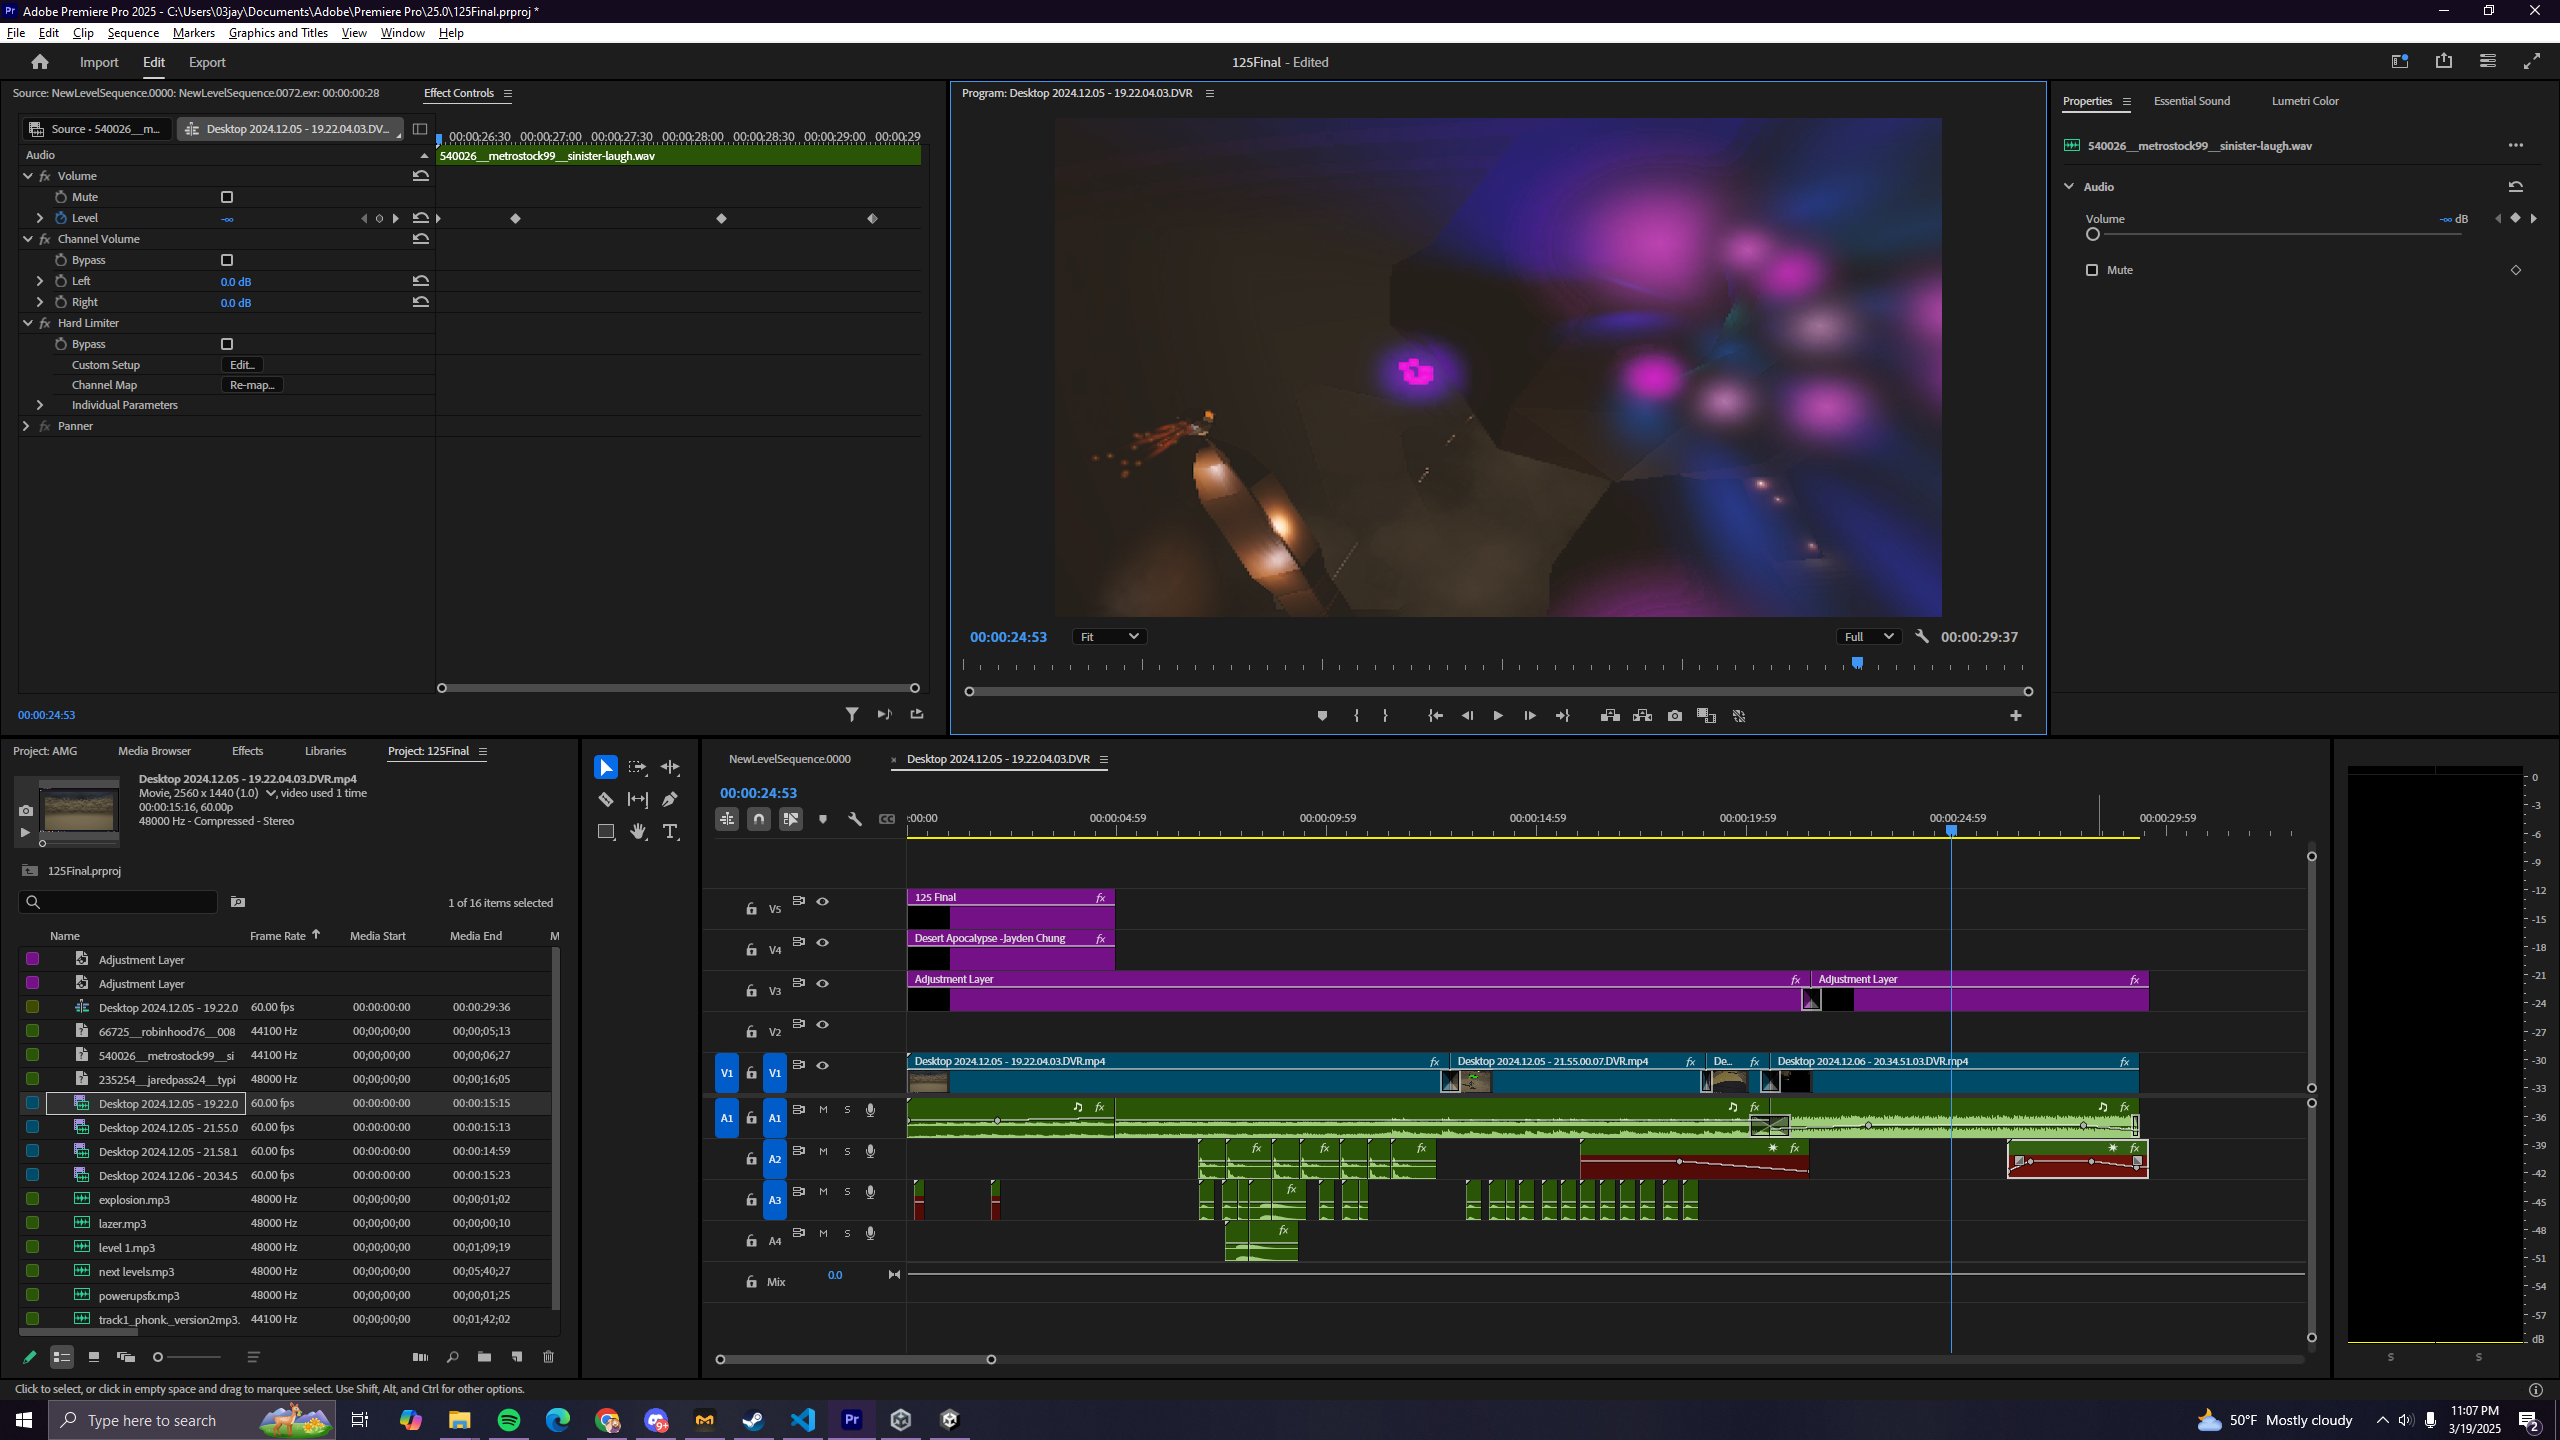 Adobe Premiere Pro 2025 - C:\Users\03jay\Documents\Adobe\Premiere Pro\25.0\125Final.prproj *
File Edit Clip Sequence Markers Graphics and Titles View Window Help
Import Edit Export
125Final - Edited
Source: NewLevelSequence.0000: NewLevelSequence.0072.exr: 00:00:00:28
Effect Controls
Source • 540026__m...
Desktop 2024.12.05 - 19.22.04.03.DV...
00:00:26:30 00:00:27:00 00:00:27:30 00:00:28:00 00:00:28:30 00:00:29:00 00:00:29
Audio
540026__metrostock99__sinister-laugh.wav
fx Volume
Mute
Level -∞
fx Channel Volume
Bypass
Left 0.0 dB
Right 0.0 dB
fx Hard Limiter
Bypass
Custom Setup Edit...
Channel Map Re-map...
Individual Parameters
fx Panner
00:00:24:53
Program: Desktop 2024.12.05 - 19.22.04.03.DVR
00:00:24:53 Fit Full 00:00:29:37
Properties Essential Sound Lumetri Color
540026__metrostock99__sinister-laugh.wav
Audio
Volume -∞ dB
Mute
Project: AMG Media Browser Effects Libraries Project: 125Final
Desktop 2024.12.05 - 19.22.04.03.DVR.mp4
Movie, 2560 x 1440 (1.0) , video used 1 time
00:00:15:16, 60.00p
48000 Hz - Compressed - Stereo
125Final.prproj
1 of 16 items selected
Name Frame Rate Media Start Media End M
Adjustment Layer
Adjustment Layer
Desktop 2024.12.05 - 19.22.0 60.00 fps 00:00:00:00 00:00:29:36
66725__robinhood76__008 44100 Hz 00;00;00;00 00;00;05;13
540026__metrostock99__si 44100 Hz 00;00;00;00 00;00;06;27
235254__jaredpass24__typi 48000 Hz 00;00;00;00 00;00;16;05
Desktop 2024.12.05 - 19.22.0 60.00 fps 00:00:00:00 00:00:15:15
Desktop 2024.12.05 - 21.55.0 60.00 fps 00:00:00:00 00:00:15:13
Desktop 2024.12.05 - 21.58.1 60.00 fps 00:00:00:00 00:00:14:59
Desktop 2024.12.06 - 20.34.5 60.00 fps 00:00:00:00 00:00:15:23
explosion.mp3 48000 Hz 00;00;00;00 00;00;01;02
lazer.mp3 48000 Hz 00;00;00;00 00;00;00;10
level 1.mp3 48000 Hz 00;00;00;00 00;01;09;19
next levels.mp3 48000 Hz 00;00;00;00 00;05;40;27
powerupsfx.mp3 48000 Hz 00;00;00;00 00;00;01;25
track1_phonk._version2mp3. 44100 Hz 00;00;00;00 00;01;42;02
NewLevelSequence.0000
× Desktop 2024.12.05 - 19.22.04.03.DVR
00:00:24:53
:00:00 00:00:04:59 00:00:09:59 00:00:14:59 00:00:19:59 00:00:24:59 00:00:29:59
V5 125 Final fx
V4 Desert Apocalypse -Jayden Chung fx
V3 Adjustment Layer fx Adjustment Layer fx
V2
V1 V1 Desktop 2024.12.05 - 19.22.04.03.DVR.mp4 fx Desktop 2024.12.05 - 21.55.00.07.DVR.mp4 fx De... fx Desktop 2024.12.06 - 20.34.51.03.DVR.mp4 fx
A1 A1 M S fx fx fx
A2 M S fx fx fx fx fx
A3 M S fx
A4 M S fx
Mix 0.0
0
-3
-6
-9
-12
-15
-18
-21
-24
-27
-30
-33
-36
-39
-42
-45
-48
-51
-54
-57
dB
S S
Click to select, or click in empty space and drag to marquee select. Use Shift, Alt, and Ctrl for other options.
Type here to search
9+
Pr
50°F Mostly cloudy
11:07 PM
3/19/2025
2